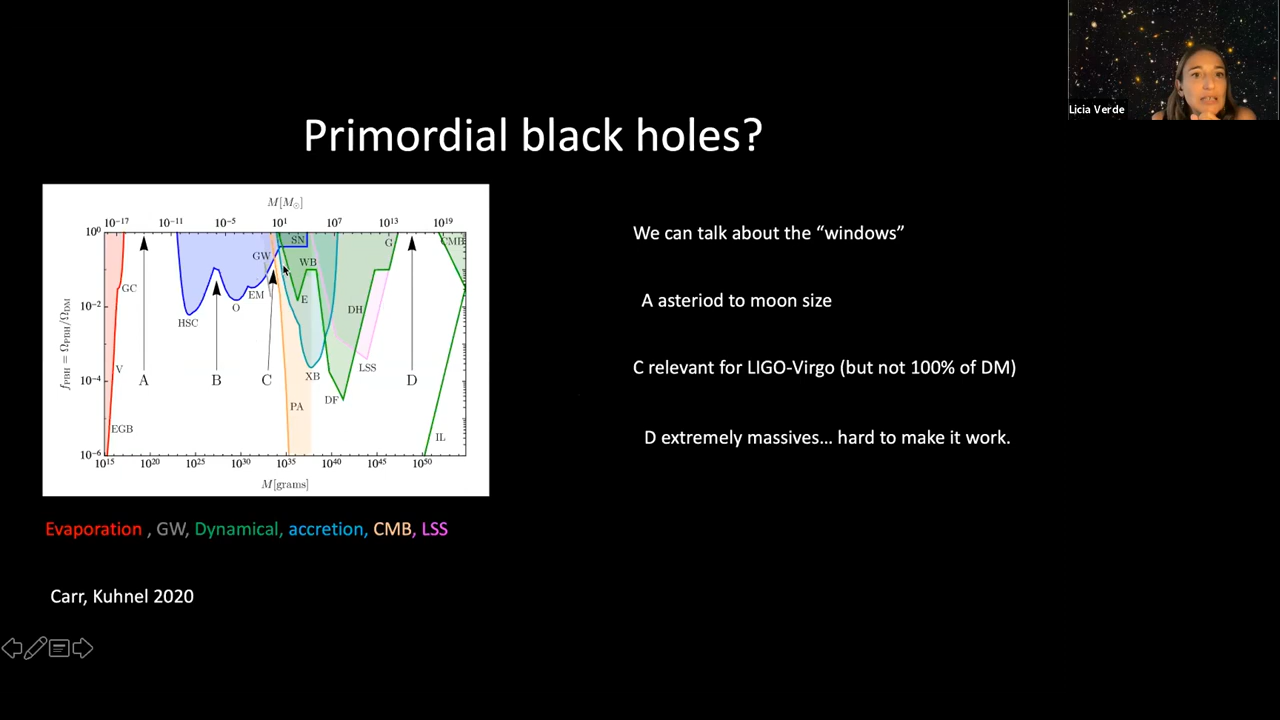 Licia Verde
Primordial black holes?
M[M☉]
10⁻¹⁷ 10⁻¹¹ 10⁻⁵ 10¹ 10⁷ 10¹³ 10¹⁹
10⁰
10⁻²
10⁻⁴
10⁻⁶
f_PBH = Ω_PBH/Ω_DM
SN
G
CMB
GW
WB
GC
EM
E
O
HSC
DH
V
A
B
C
XB
LSS
D
DF
PA
EGB
IL
10¹⁵ 10²⁰ 10²⁵ 10³⁰ 10³⁵ 10⁴⁰ 10⁴⁵ 10⁵⁰
M[grams]
We can talk about the “windows”
A asteriod to moon size
C relevant for LIGO-Virgo (but not 100% of DM)
D extremely massives… hard to make it work.
Evaporation , GW, Dynamical, accretion, CMB, LSS
Carr, Kuhnel 2020